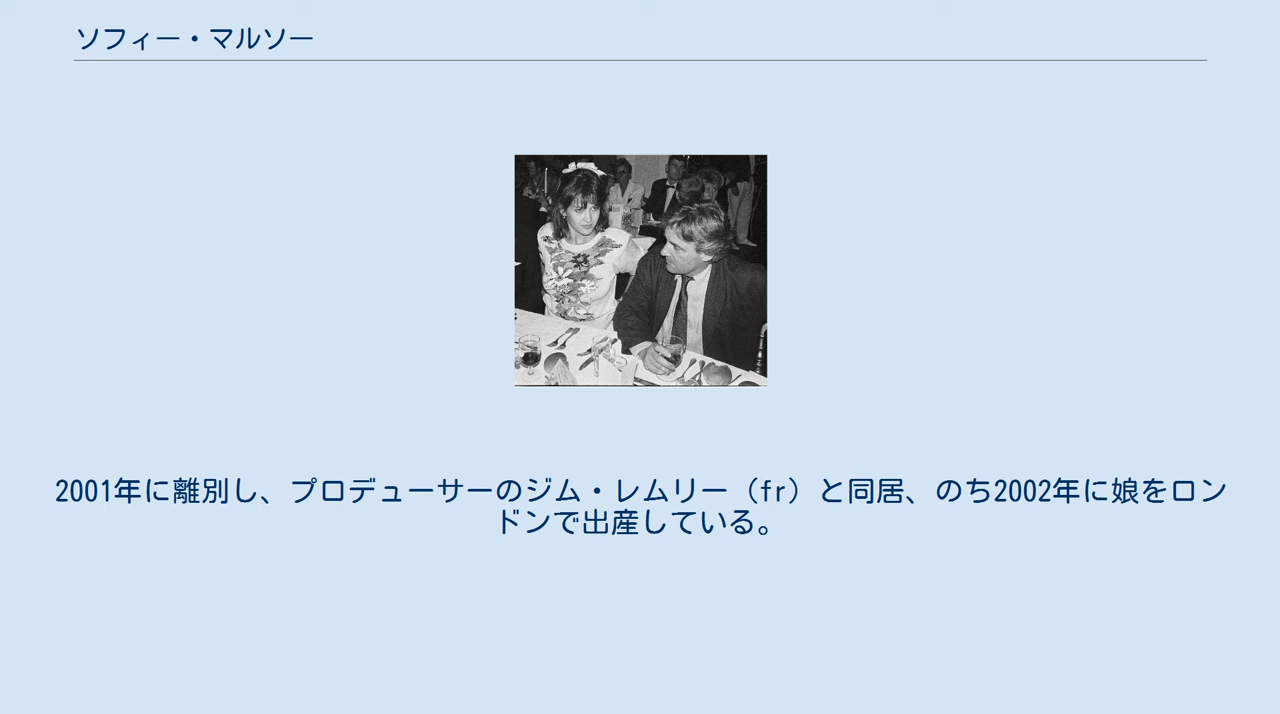 ソフィー・マルソー
2001年に離別し、プロデューサーのジム・レムリー（fr）と同居、のち2002年に娘をロン
ドンで出産している。